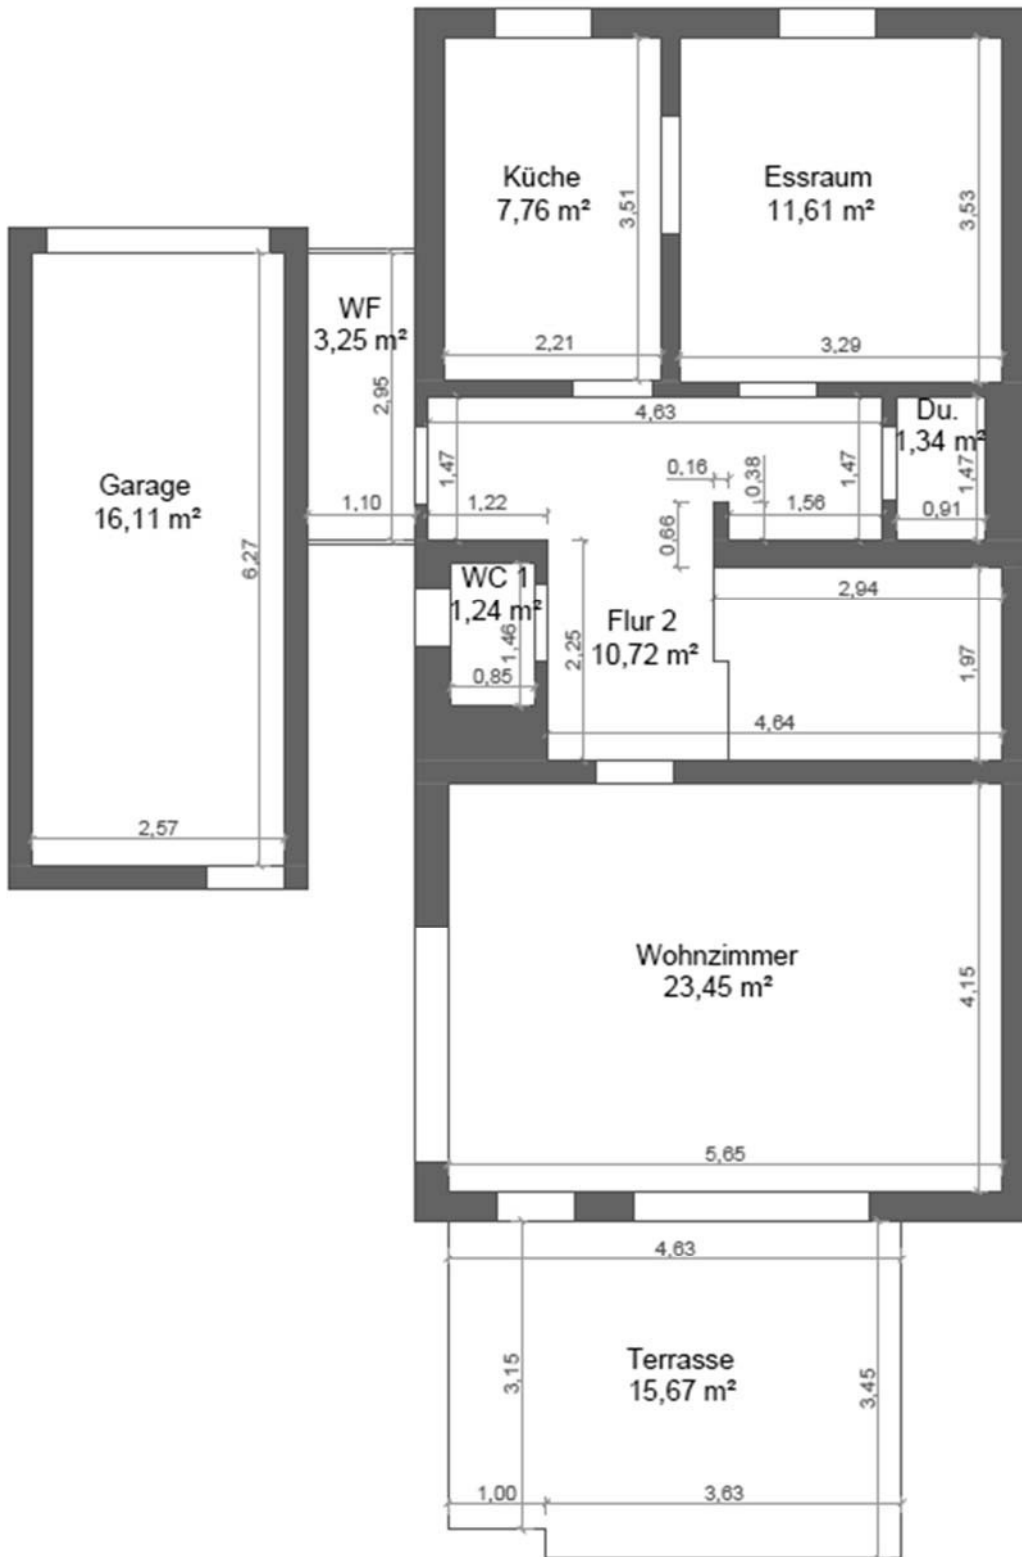 Küche
7,76 m²
3,51
2,21
Essraum
11,61 m²
3,53
3,29
WF
3,25 m²
2,95
1,10
Garage
16,11 m²
6,27
2,57
4,63
1,47
1,22
0,16
0,38
0,66
1,56
1,47
Du.
1,34 m²
1,47
0,91
WC 1
1,24 m²
1,46
0,85
Flur 2
10,72 m²
2,25
2,94
1,97
4,64
Wohnzimmer
23,45 m²
4,15
5,65
4,63
Terrasse
15,67 m²
3,15
3,45
1,00
3,63